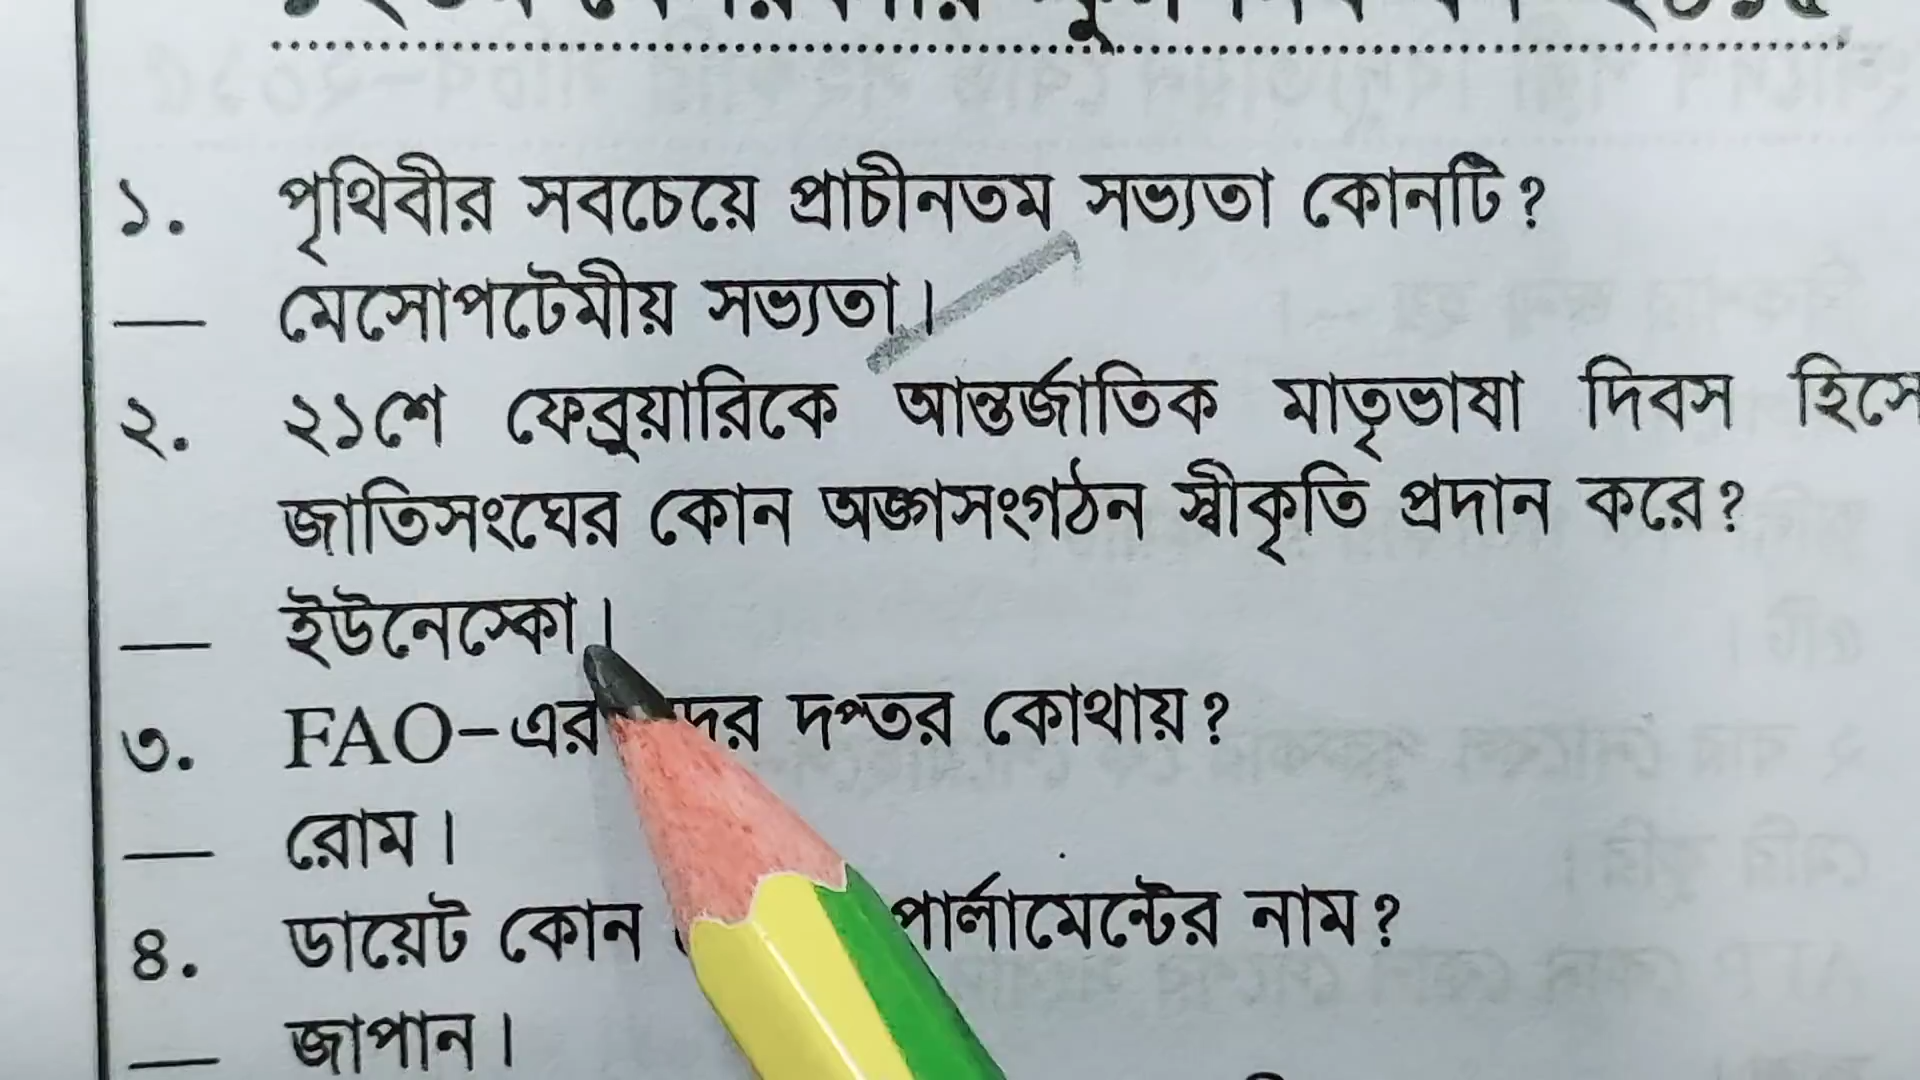 ১. পৃথিবীর সবচেয়ে প্রাচীনতম সভ্যতা কোনটি?
— মেসোপটেমীয় সভ্যতা।
২. ২১শে ফেব্রুয়ারিকে আন্তর্জাতিক মাতৃভাষা দিবস হিসে
জাতিসংঘের কোন অঙ্গসংগঠন স্বীকৃতি প্রদান করে?
— ইউনেস্কো।
৩. FAO-এর দপ্তর কোথায়?
— রোম।
৪. ডায়েট কোন পার্লামেন্টের নাম?
— জাপান।